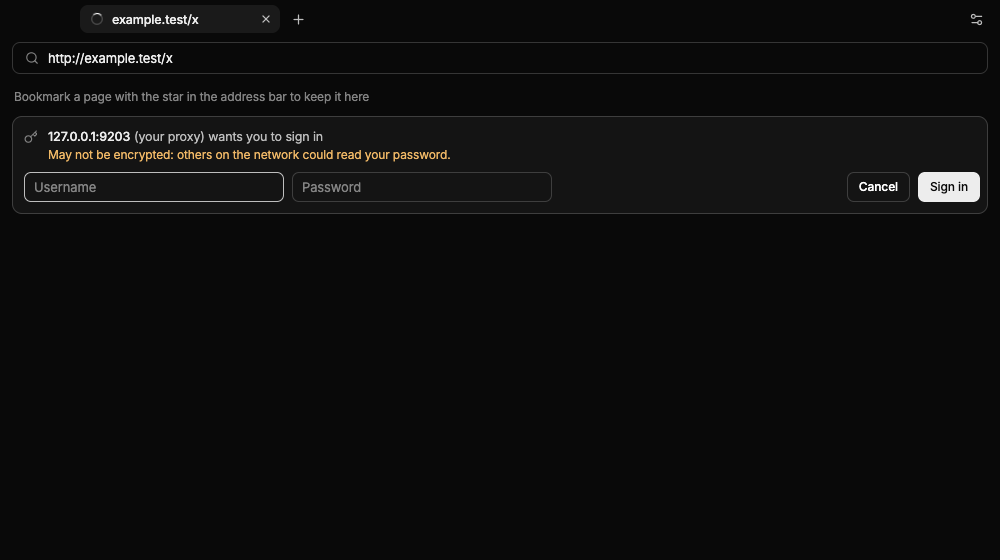 example.test/x
http://example.test/x
Bookmark a page with the star in the address bar to keep it here
127.0.0.1:9203 (your proxy) wants you to sign in
May not be encrypted: others on the network could read your password.
Username Password Cancel Sign in